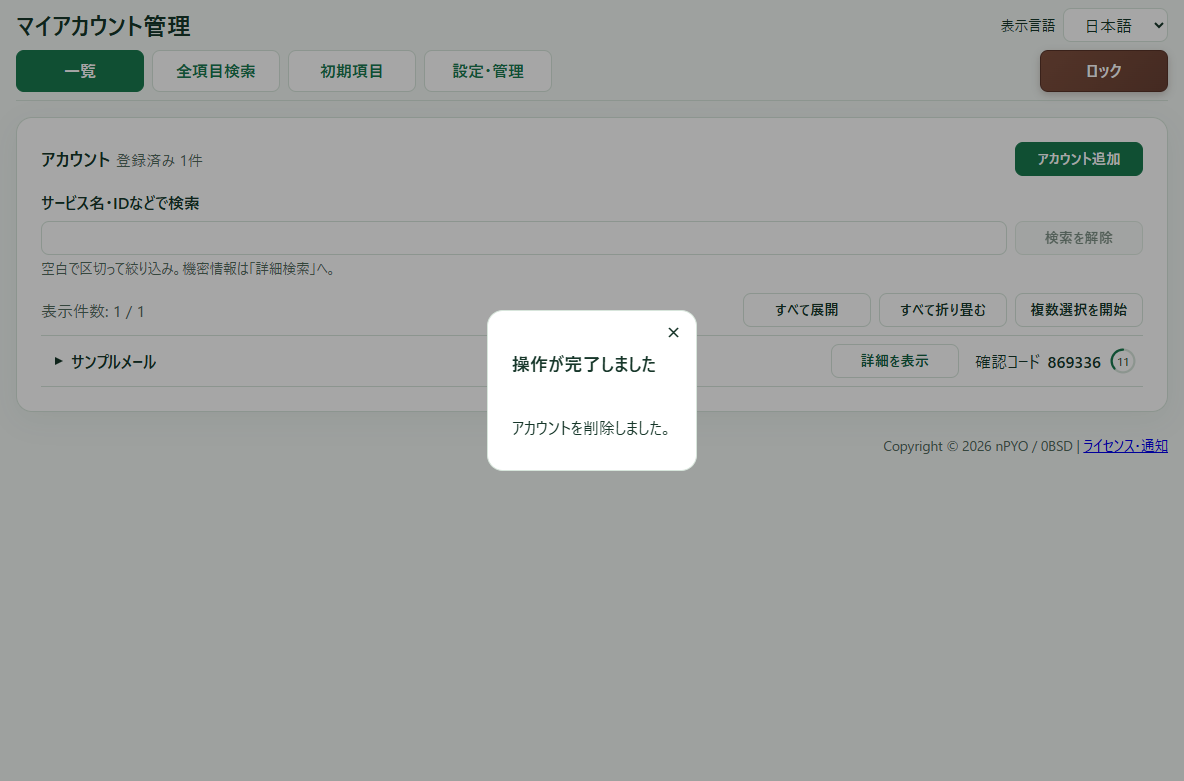 マイアカウント管理
表示言語 日本語
一覧 全項目検索 初期項目 設定・管理 ロック
アカウント 登録済み 1件 アカウント追加
サービス名・IDなどで検索
検索を解除
空白で区切って絞り込み。機密情報は「詳細検索」へ。
表示件数: 1 / 1 すべて展開 すべて折り畳む 複数選択を開始
▶ サンプルメール 詳細を表示 確認コード 869336 11
×
操作が完了しました
アカウントを削除しました。
Copyright © 2026 nPYO / 0BSD | ライセンス・通知